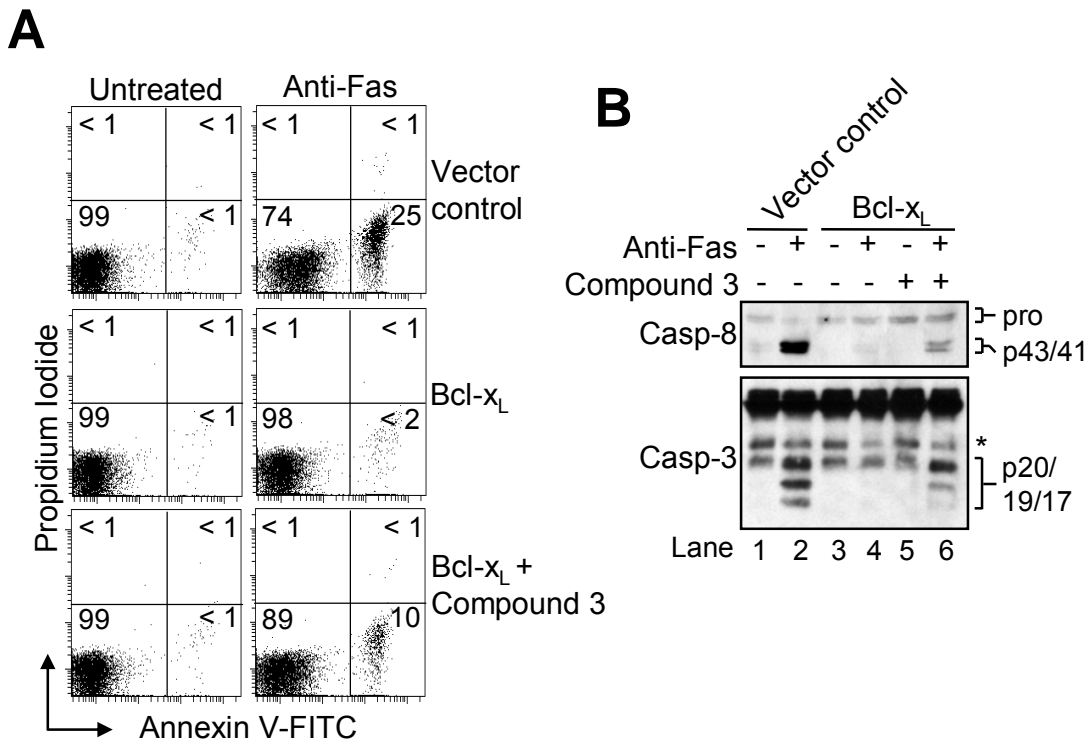 A
Untreated Anti-Fas
< 1 < 1 < 1 < 1
Vector
control
99 < 1 74 25
< 1 < 1 < 1 < 1
Bcl-xL
99 < 1 98 < 2
< 1 < 1 < 1 < 1
Bcl-xL +
Compound 3
99 < 1 89 10
Propidium Iodide
Annexin V-FITC
B
Vector control
Bcl-xL
Anti-Fas - + - + - +
Compound 3 - - - - + +
Casp-8
pro
p43/41
Casp-3
*
p20/
19/17
Lane 1 2 3 4 5 6